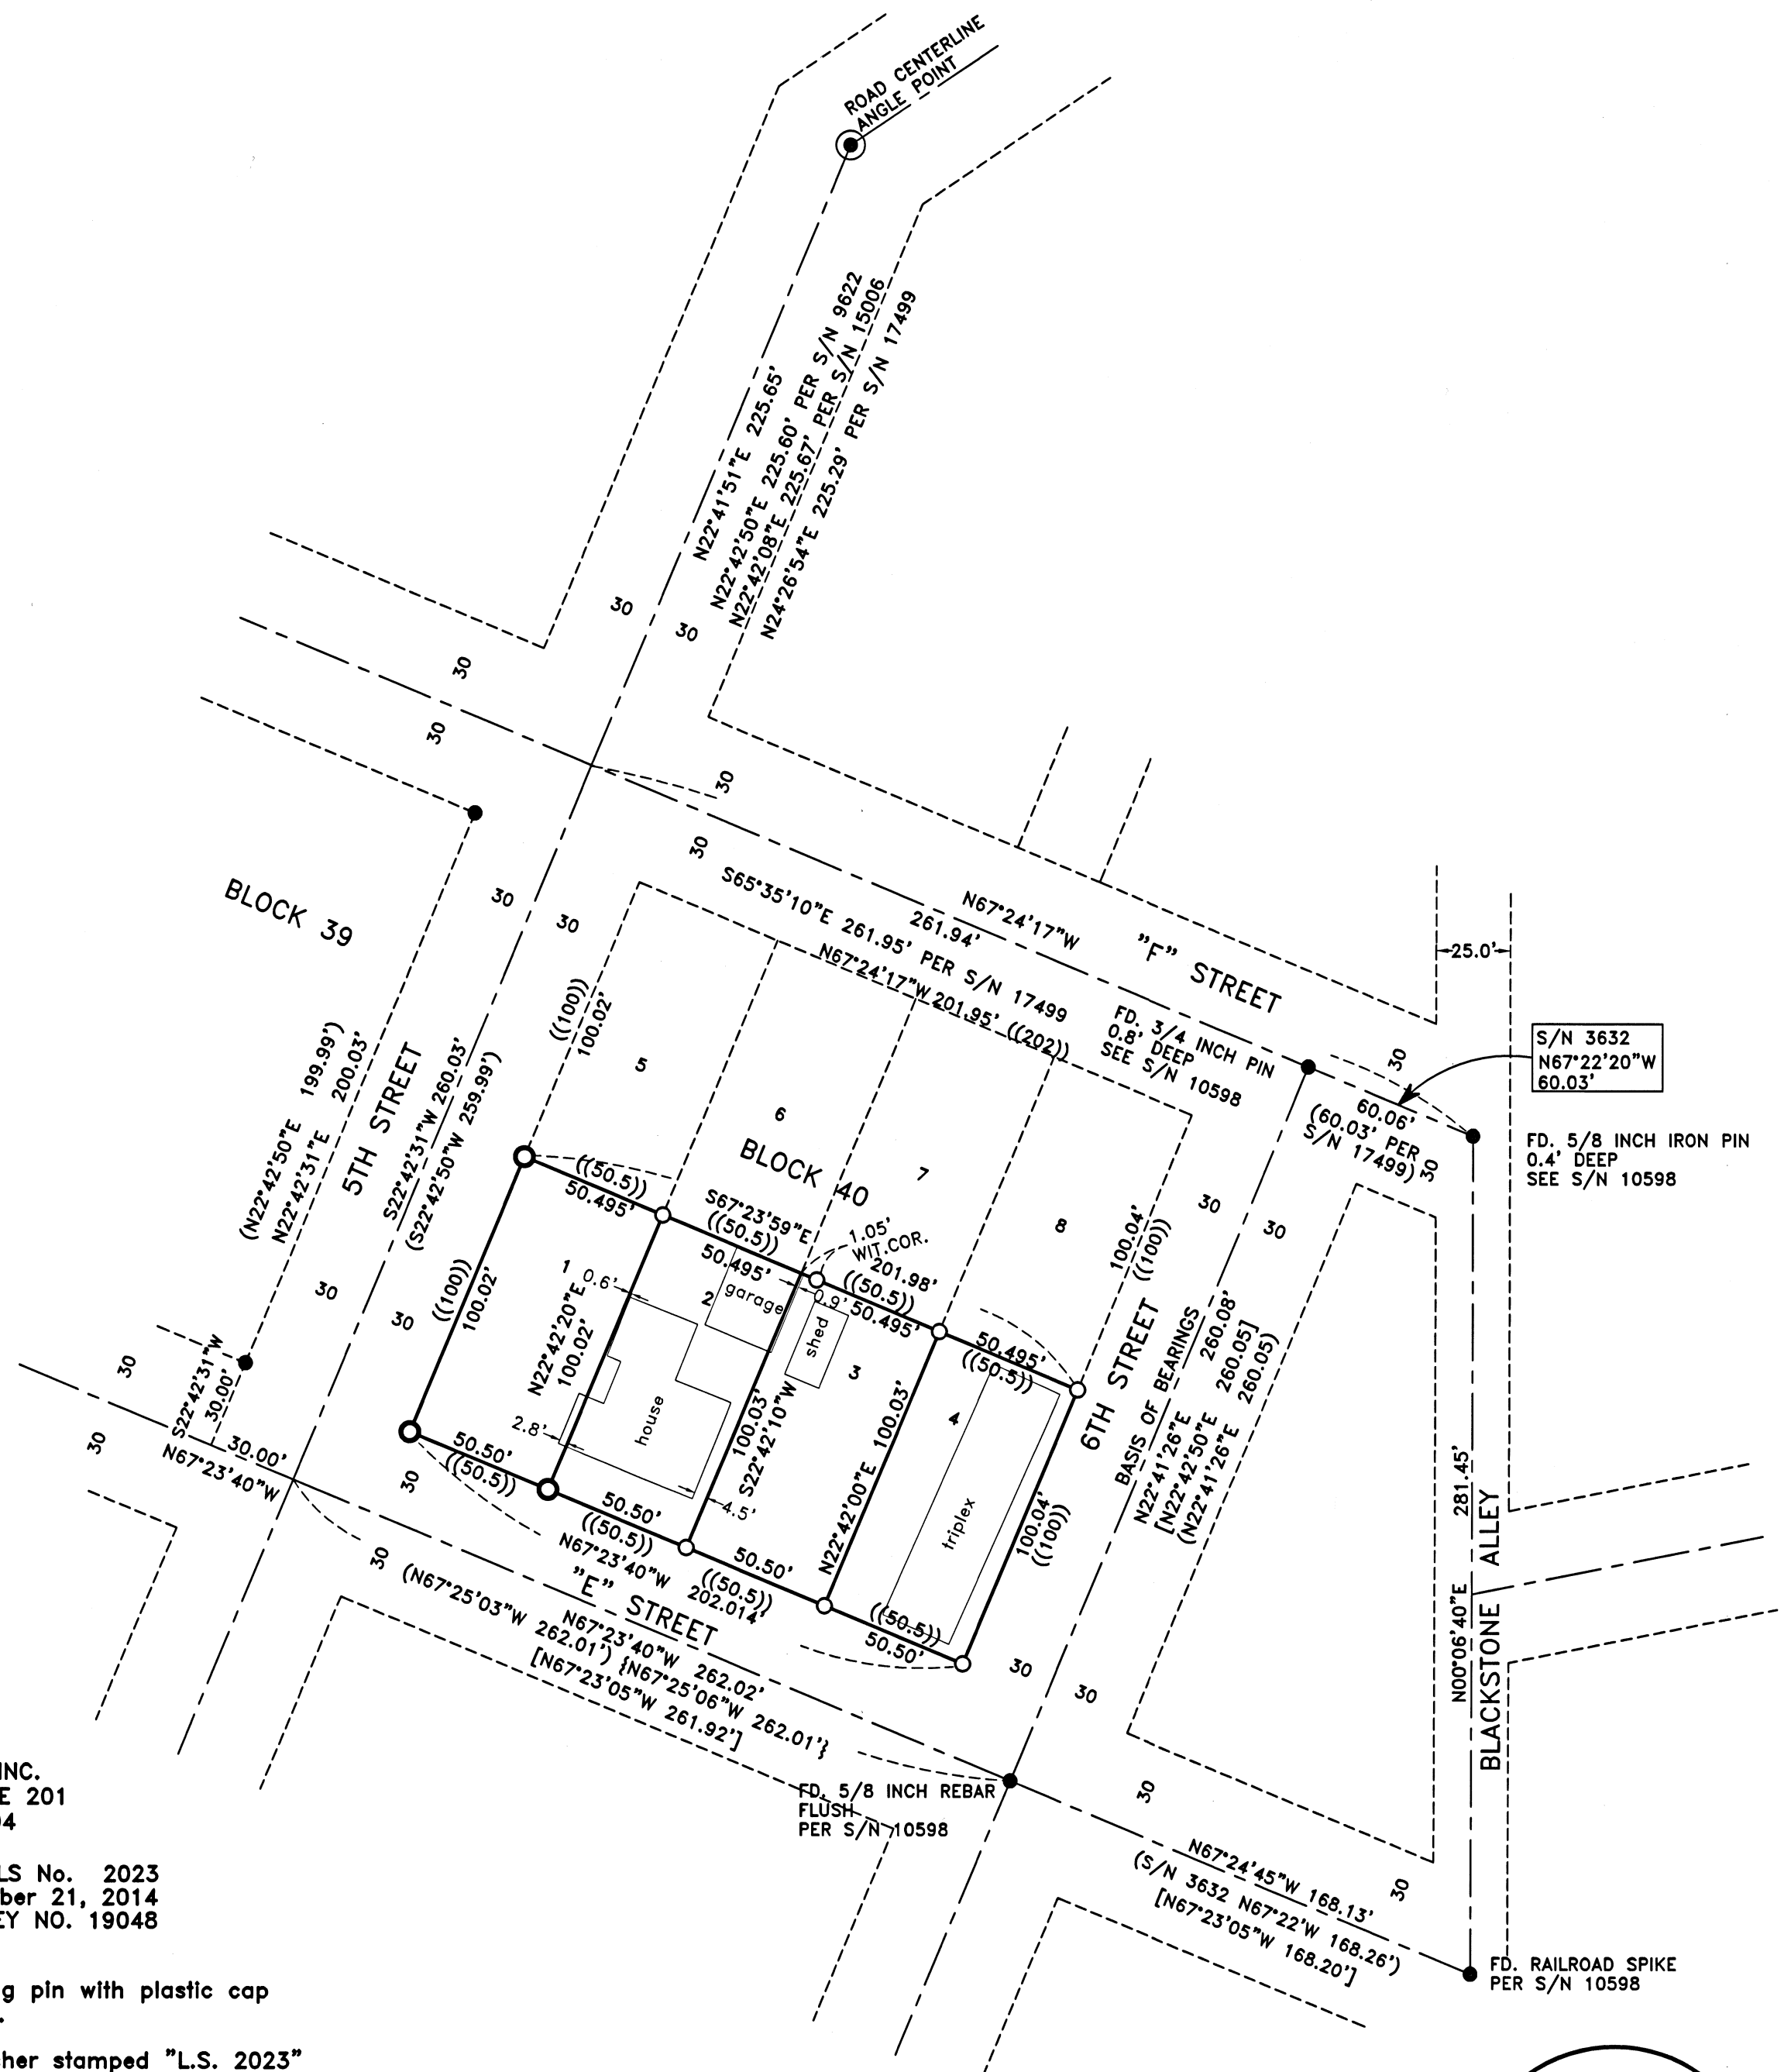 ROAD CENTERLINE
ANGLE POINT
N22°41'51"E 225.65'
N22°42'50"E 225.60' PER S/N 9622
N22°42'08"E 225.67' PER S/N 15006
N24°26'54"E 225.29' PER S/N 17499
30
30
30
30
30
30
30
30
BLOCK 39
S65°35'10"E 261.95' PER S/N 17499
261.94'
N67°24'17"W
"F" STREET
N67°24'17"W 201.95' ((202))
FD. 3/4 INCH PIN
0.8' DEEP
SEE S/N 10598
25.0'
S/N 3632
N67°22'20"W
60.03'
30
60.06'
(60.03' PER
S/N 17499)
30
FD. 5/8 INCH IRON PIN
0.4' DEEP
SEE S/N 10598
(N22°42'50"E 199.99')
N22°42'31"E 200.03'
5TH STREET
S22°42'31"W 260.03'
(S22°42'50"W 259.99')
((100))
100.02'
5
6
7
8
BLOCK 40
((50.5))
50.495'
S67°23'59"E
((50.5))
50.495'
1.05'
WIT.COR.
201.98'
((50.5))
50.495'
50.495'
((50.5))
100.04'
((100))
30
30
((100))
100.02'
1
0.6'
2
garage
0.9'
shed
3
4
N22°42'20"E
100.02'
house
2.8'
100.03'
S22°42'10"W
4.5'
N22°42'00"E 100.03'
triplex
100.04'
((100))
6TH STREET
BASIS OF BEARINGS
N22°41'26"E 260.08'
[N22°42'50"E 260.05]
(N22°41'26"E 260.05)
30
30
30
S22°42'31"W
30.00'
30.00'
N67°23'40"W
30
30
50.50'
((50.5))
50.50'
((50.5))
50.50'
((50.5))
((50.5))
50.50'
N67°23'40"W 202.014'
"E" STREET
30
N67°23'40"W 262.02'
(N67°25'03"W 262.01') {N67°25'06"W 262.01'}
[N67°23'05"W 261.92']
30
30
281.45'
N00°06'40"E
BLACKSTONE ALLEY
FD. 5/8 INCH REBAR
FLUSH
PER S/N 10598
30
30
N67°24'45"W 168.13'
(S/N 3632 N67°22'W 168.26')
[N67°23'05"W 168.20']
FD. RAILROAD SPIKE
PER S/N 10598
INC.
E 201
LS No. 2023
ber 21, 2014
EY NO. 19048
g pin with plastic cap
her stamped "L.S. 2023"